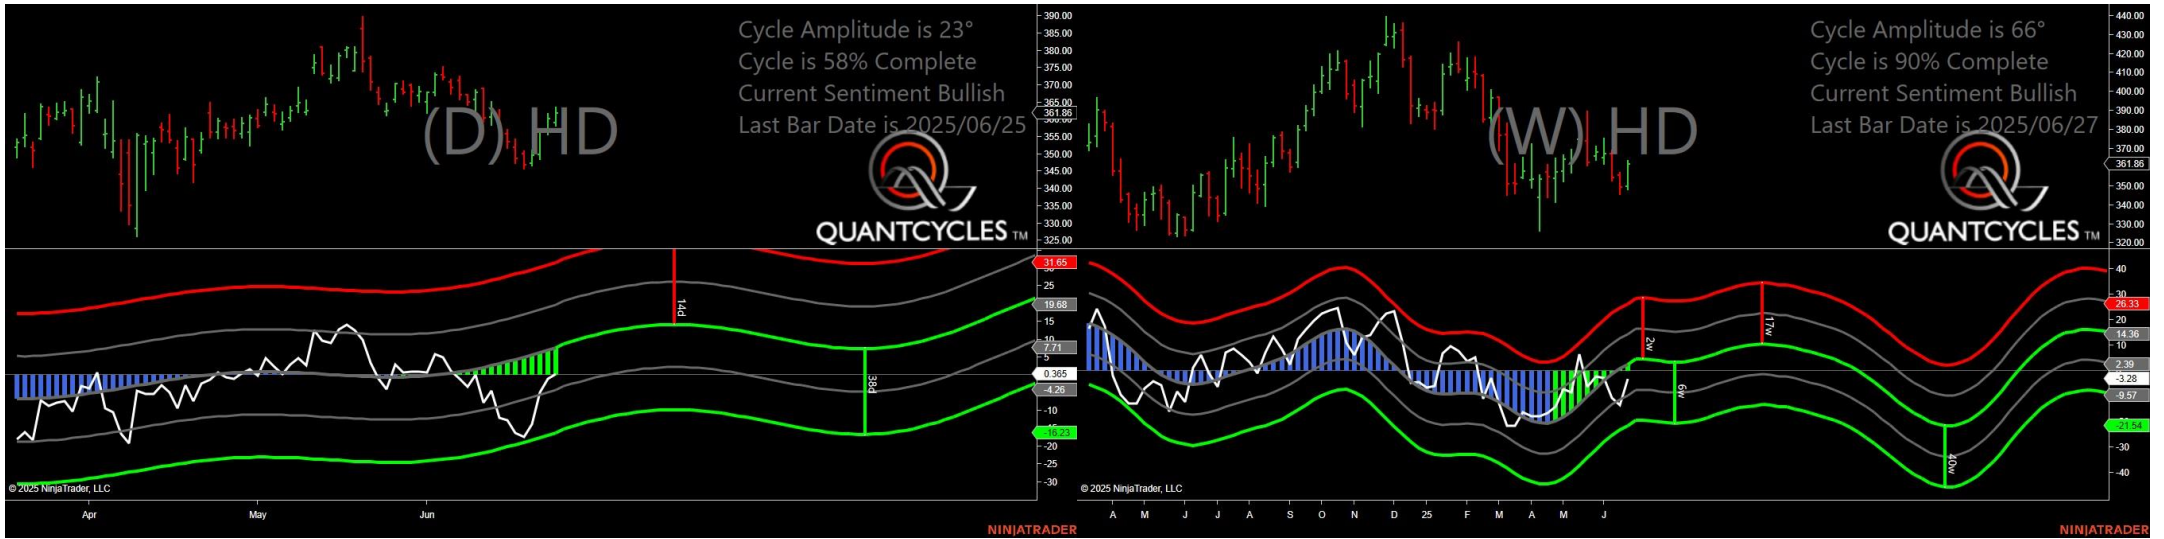 Cycle Amplitude is 23°
Cycle is 58% Complete
Current Sentiment Bullish
Last Bar Date is 2025/06/25
(D) HD
QUANTCYCLES TM
390.00
385.00
380.00
375.00
370.00
365.00
361.86
355.00
350.00
345.00
340.00
335.00
330.00
325.00
14d
38d
31.65
25
19.68
15
7.71
5
0.365
-4.26
-10
-16.23
-20
-25
-30
© 2025 NinjaTrader, LLC
Apr May Jun
NINJATRADER
Cycle Amplitude is 66°
Cycle is 90% Complete
Current Sentiment Bullish
Last Bar Date is 2025/06/27
(W) HD
QUANTCYCLES TM
440.00
430.00
420.00
410.00
400.00
390.00
380.00
370.00
361.86
350.00
340.00
330.00
320.00
2w
6w
17w
40w
40
30
26.33
20
14.36
10
2.39
-3.28
-9.57
-21.54
-30
-40
© 2025 NinjaTrader, LLC
A M J J A S O N D 25 F M A M J
NINJATRADER